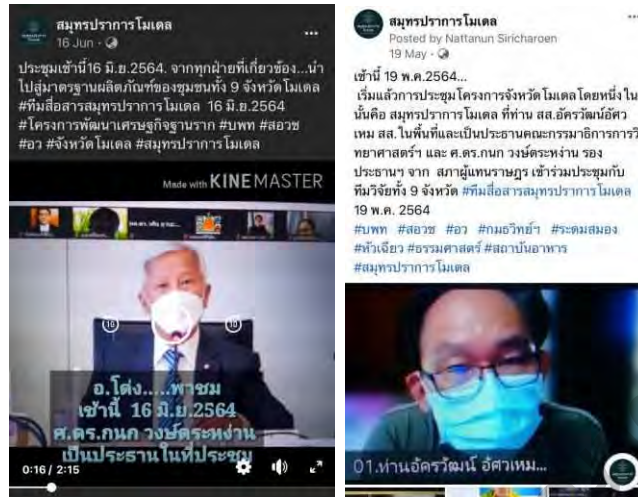 สมุทรปราการโมเดล
16 Jun
ประชุมเช้านี้16 มิ.ย.2564. จากทุกฝ่ายที่เกี่ยวข้อง...นำ
ไปสู่มาตรฐานผลิตภัณฑ์ของชุมชนทั้ง 9 จังหวัดโมเดล
#ทีมสื่อสารสมุทรปราการโมเดล 16 มิ.ย.2564
#โครงการพัฒนาเศรษฐกิจฐานราก #บพท #สอวช
#อว #จังหวัดโมเดล #สมุทรปราการโมเดล
Made with KINEMASTER
10
10
อ.โต่ง.....พาชม
เช้านี้ 16 มิ.ย.2564
ศ.ดร.กนก วงษ์ตระหง่าน
เป็นประธานในที่ประชุม
0:16 / 2:15
สมุทรปราการโมเดล
Posted by Nattanun Siricharoen
19 May
เช้านี้ 19 พ.ค.2564...
เริ่มแล้วการประชุมโครงการจังหวัดโมเดลโดยหนึ่งใน
นั้นคือ สมุทรปราการโมเดล ที่ท่าน สส.อัครวัฒน์อัศว
เหม สส.ในพื้นที่และเป็นประธานคณะกรรมาธิการการวิ
ทยาศาสตร์ฯ และ ศ.ดร.กนก วงษ์ตระหง่าน รอง
ประธานฯ จาก สภาผู้แทนราษฎร เข้าร่วมประชุมกับ
ทีมวิจัยทั้ง 9 จังหวัด #ทีมสื่อสารสมุทรปราการโมเดล
19 พ.ค. 2564
#บพท #สอวช #อว #กมธวิทย์ฯ #ระดมสมอง
#หัวเฉียว #ธรรมศาสตร์ #สถาบันอาหาร
#สมุทรปราการโมเดล
01.ท่านอัครวัฒน์ อัศวเหม...